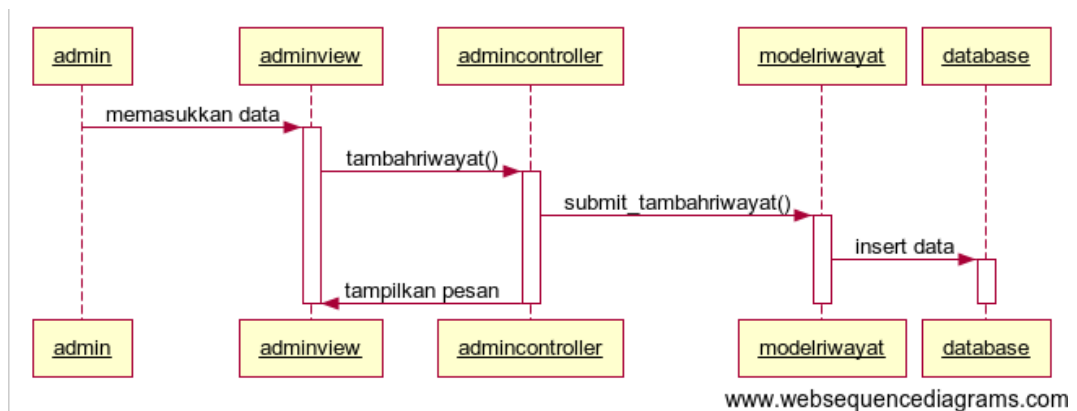 admin
adminview
admincontroller
modelriwayat
database
memasukkan data
tambahriwayat()
submit_tambahriwayat()
insert data
tampilkan pesan
admin
adminview
admincontroller
modelriwayat
database
www.websequencediagrams.com